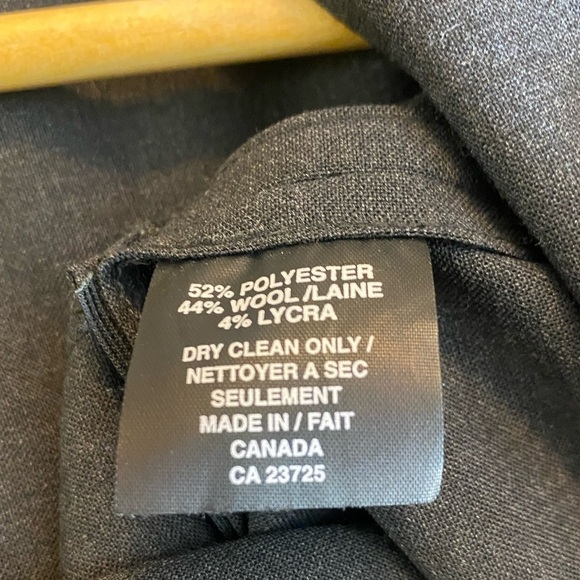 52% POLYESTER
44% WOOL /LAINE
4% LYCRA
DRY CLEAN ONLY /
NETTOYER A SEC
SEULEMENT
MADE IN / FAIT
CANADA
CA 23725